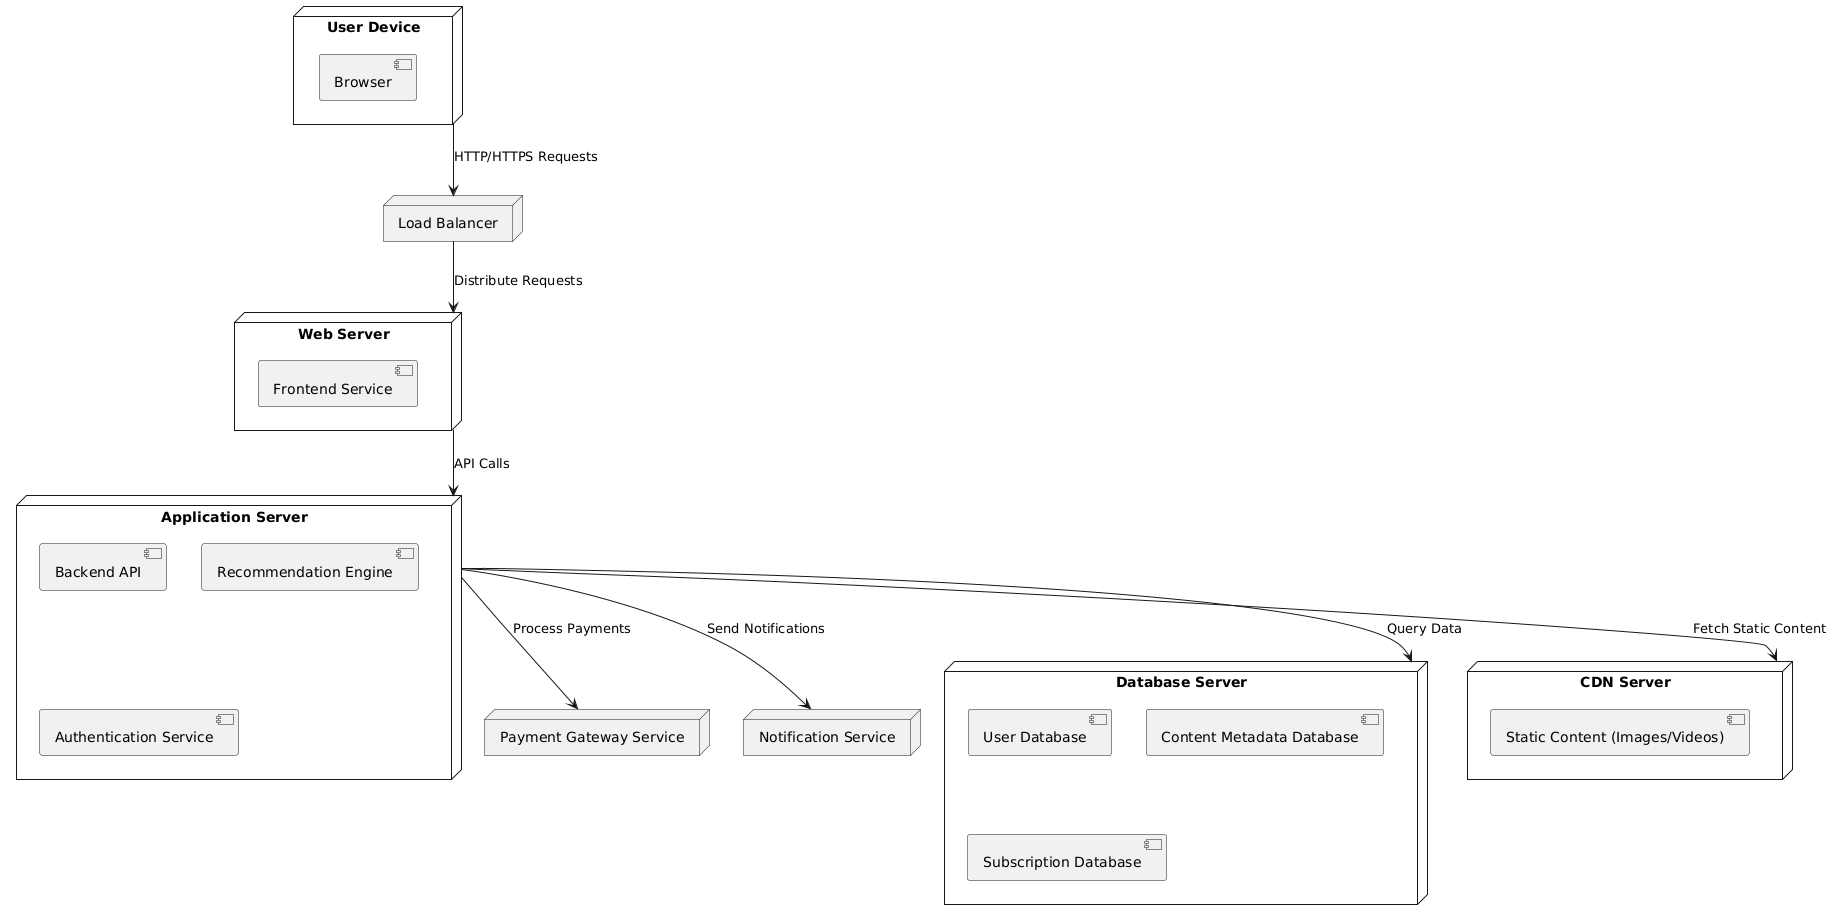 User Device
Browser
HTTP/HTTPS Requests
Load Balancer
Distribute Requests
Web Server
Frontend Service
API Calls
Application Server
Backend API
Recommendation Engine
Authentication Service
Process Payments
Send Notifications
Query Data
Fetch Static Content
Payment Gateway Service
Notification Service
Database Server
User Database
Content Metadata Database
Subscription Database
CDN Server
Static Content (Images/Videos)